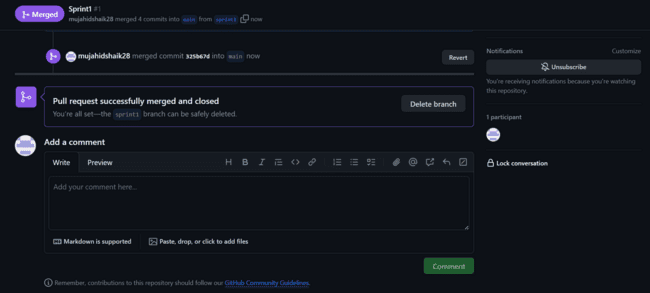 Merged
Sprint1 #1
mujahidshaik28 merged 4 commits into main from sprint1 now
mujahidshaik28 merged commit 325b67d into main now
Revert
Pull request successfully merged and closed
You're all set—the sprint1 branch can be safely deleted.
Delete branch
Add a comment
Write Preview
Add your comment here...
Markdown is supported
Paste, drop, or click to add files
Comment
Remember, contributions to this repository should follow our GitHub Community Guidelines.
Notifications Customize
Unsubscribe
You're receiving notifications because you're watching
this repository.
1 participant
Lock conversation